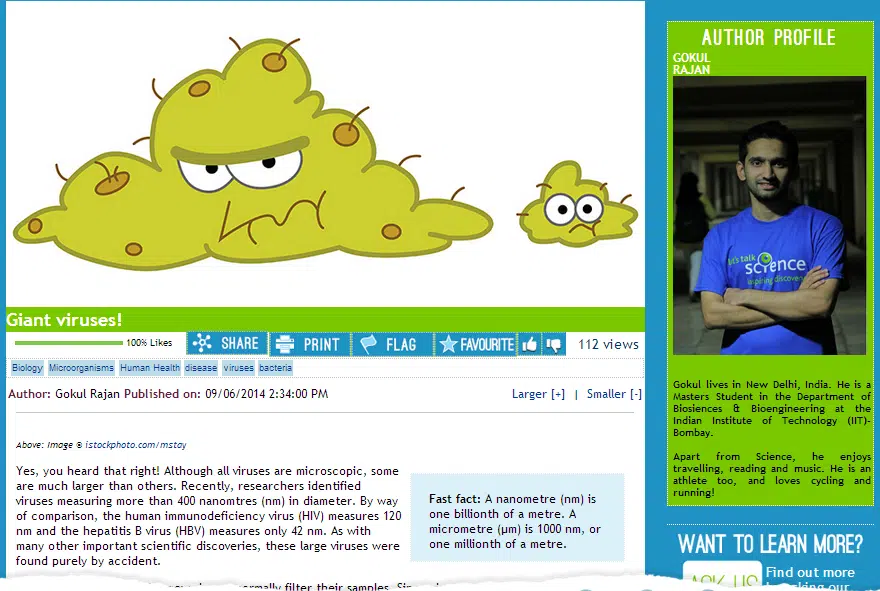 Giant viruses!
100% Likes
SHARE
PRINT
FLAG
FAVOURITE
112 views
Biology Microorganisms Human Health disease viruses bacteria
Author: Gokul Rajan Published on: 09/06/2014 2:34:00 PM
Larger [+] | Smaller [-]
Above: Image © istockphoto.com/mstay
Yes, you heard that right! Although all viruses are microscopic, some
are much larger than others. Recently, researchers identified
viruses measuring more than 400 nanomtres (nm) in diameter. By way
of comparison, the human immunodeficiency virus (HIV) measures 120
nm and the hepatitis B virus (HBV) measures only 42 nm. As with
many other important scientific discoveries, these large viruses were
found purely by accident.
normally filter their samples.
Fast fact: A nanometre (nm) is
one billionth of a metre. A
micrometre (µm) is 1000 nm, or
one millionth of a metre.
AUTHOR PROFILE
GOKUL
RAJAN
let's talk
science
inspiring discovery
Gokul lives in New Delhi, India. He is a
Masters Student in the Department of
Biosiences & Bioengineering at the
Indian Institute of Technology (IIT)-
Bombay.
Apart from Science, he enjoys
travelling, reading and music. He is an
athlete too, and loves cycling and
running!
WANT TO LEARN MORE?
ASK US
Find out more